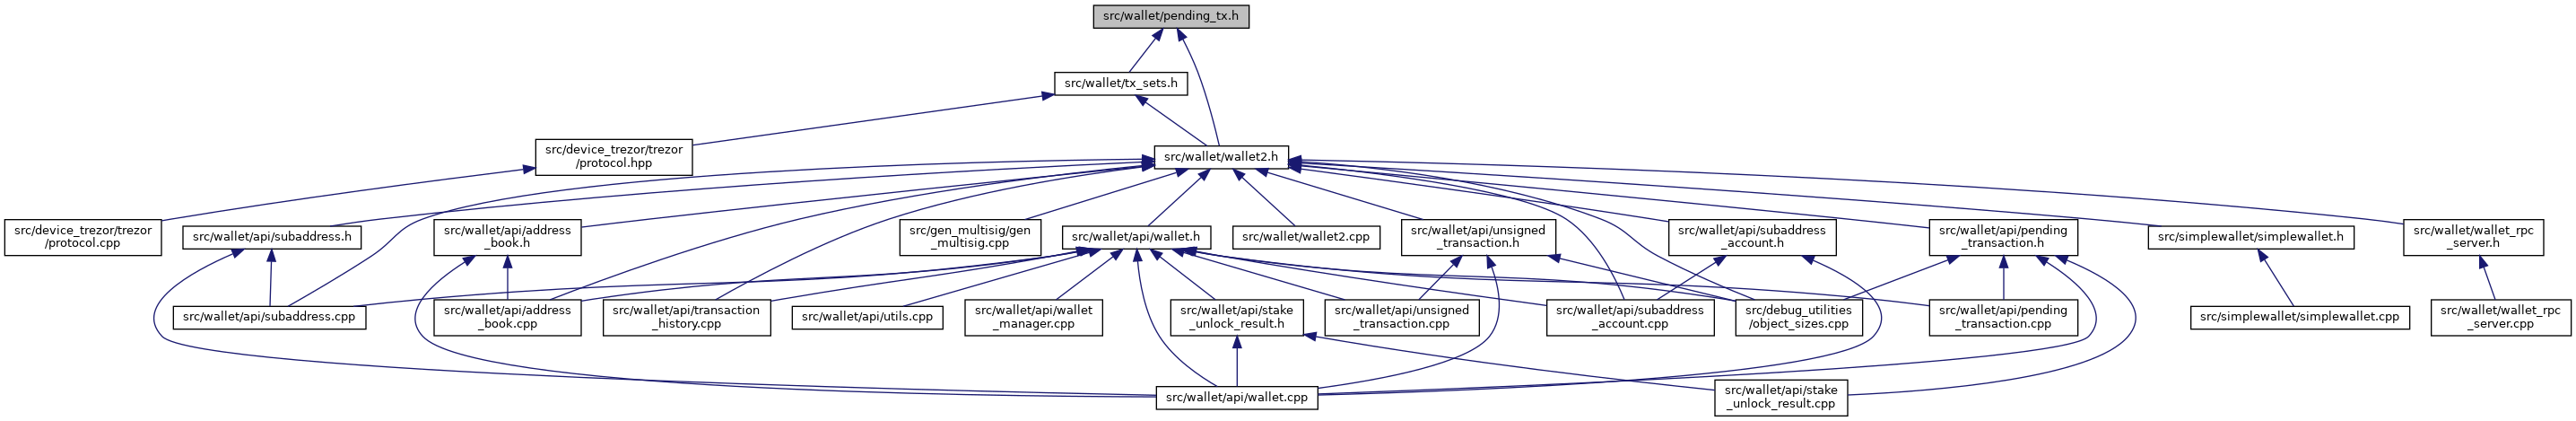 src/wallet/pending_tx.h
src/wallet/tx_sets.h
src/device_trezor/trezor
/protocol.hpp
src/wallet/wallet2.h
src/device_trezor/trezor
/protocol.cpp
src/wallet/api/subaddress.h
src/wallet/api/address
_book.h
src/gen_multisig/gen
_multisig.cpp
src/wallet/api/wallet.h
src/wallet/wallet2.cpp
src/wallet/api/unsigned
_transaction.h
src/wallet/api/subaddress
_account.h
src/wallet/api/pending
_transaction.h
src/simplewallet/simplewallet.h
src/wallet/wallet_rpc
_server.h
src/wallet/api/subaddress.cpp
src/wallet/api/address
_book.cpp
src/wallet/api/transaction
_history.cpp
src/wallet/api/utils.cpp
src/wallet/api/wallet
_manager.cpp
src/wallet/api/stake
_unlock_result.h
src/wallet/api/unsigned
_transaction.cpp
src/wallet/api/subaddress
_account.cpp
src/debug_utilities
/object_sizes.cpp
src/wallet/api/pending
_transaction.cpp
src/simplewallet/simplewallet.cpp
src/wallet/wallet_rpc
_server.cpp
src/wallet/api/wallet.cpp
src/wallet/api/stake
_unlock_result.cpp